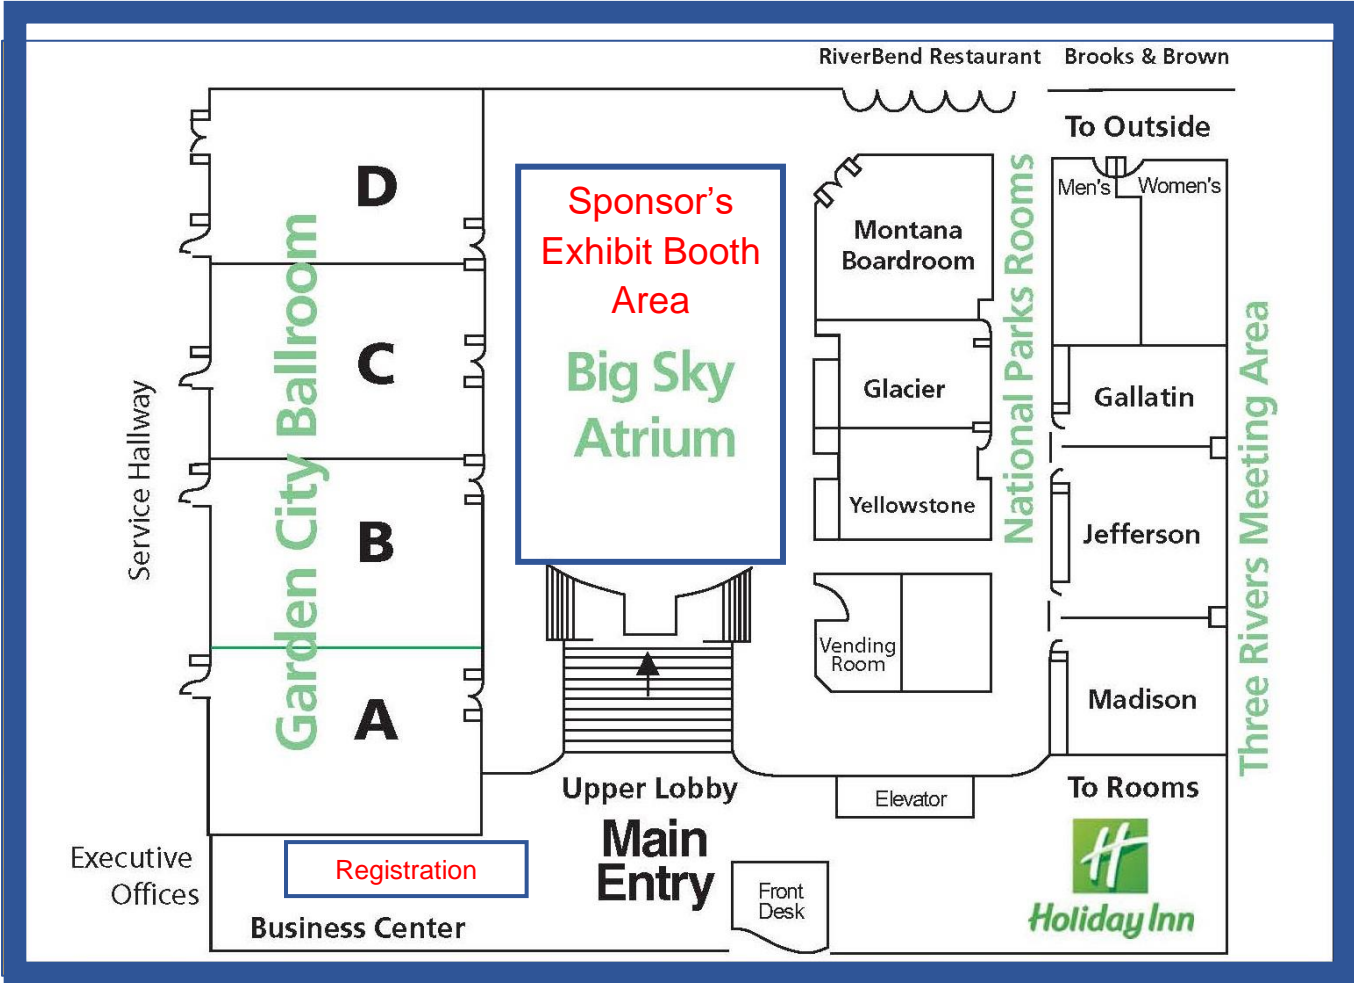 RiverBend Restaurant
Brooks & Brown
To Outside
Men's
Women's
D
C
B
A
Garden City Ballroom
Service Hallway
Sponsor's
Exhibit Booth
Area
Big Sky
Atrium
Montana
Boardroom
Glacier
Yellowstone
National Parks Rooms
Gallatin
Jefferson
Madison
Three Rivers Meeting Area
Vending
Room
Upper Lobby
Elevator
To Rooms
Main
Entry
Executive
Offices
Registration
Front
Desk
Business Center
H
Holiday Inn